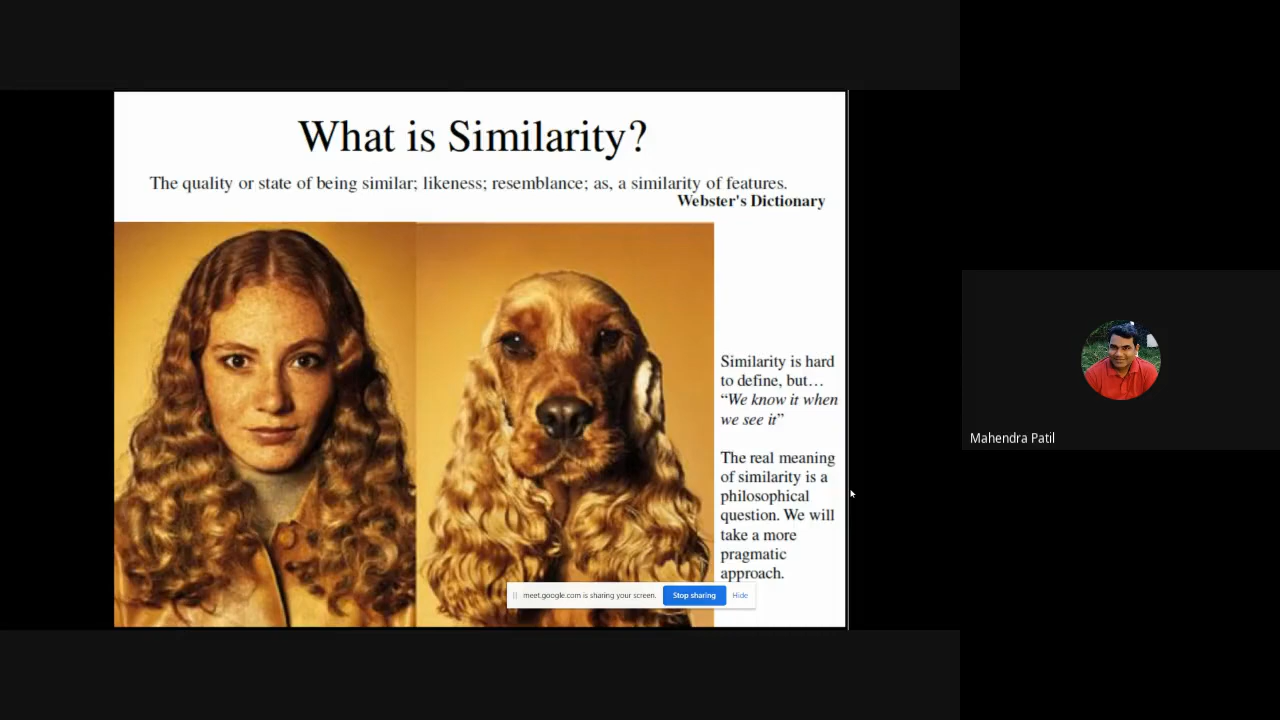 What is Similarity?
The quality or state of being similar; likeness; resemblance; as, a similarity of features.
Webster's Dictionary
Similarity is hard
to define, but…
“We know it when
we see it”
The real meaning
of similarity is a
philosophical
question. We will
take a more
pragmatic
approach.
meet.google.com is sharing your screen.
Stop sharing
Hide
Mahendra Patil